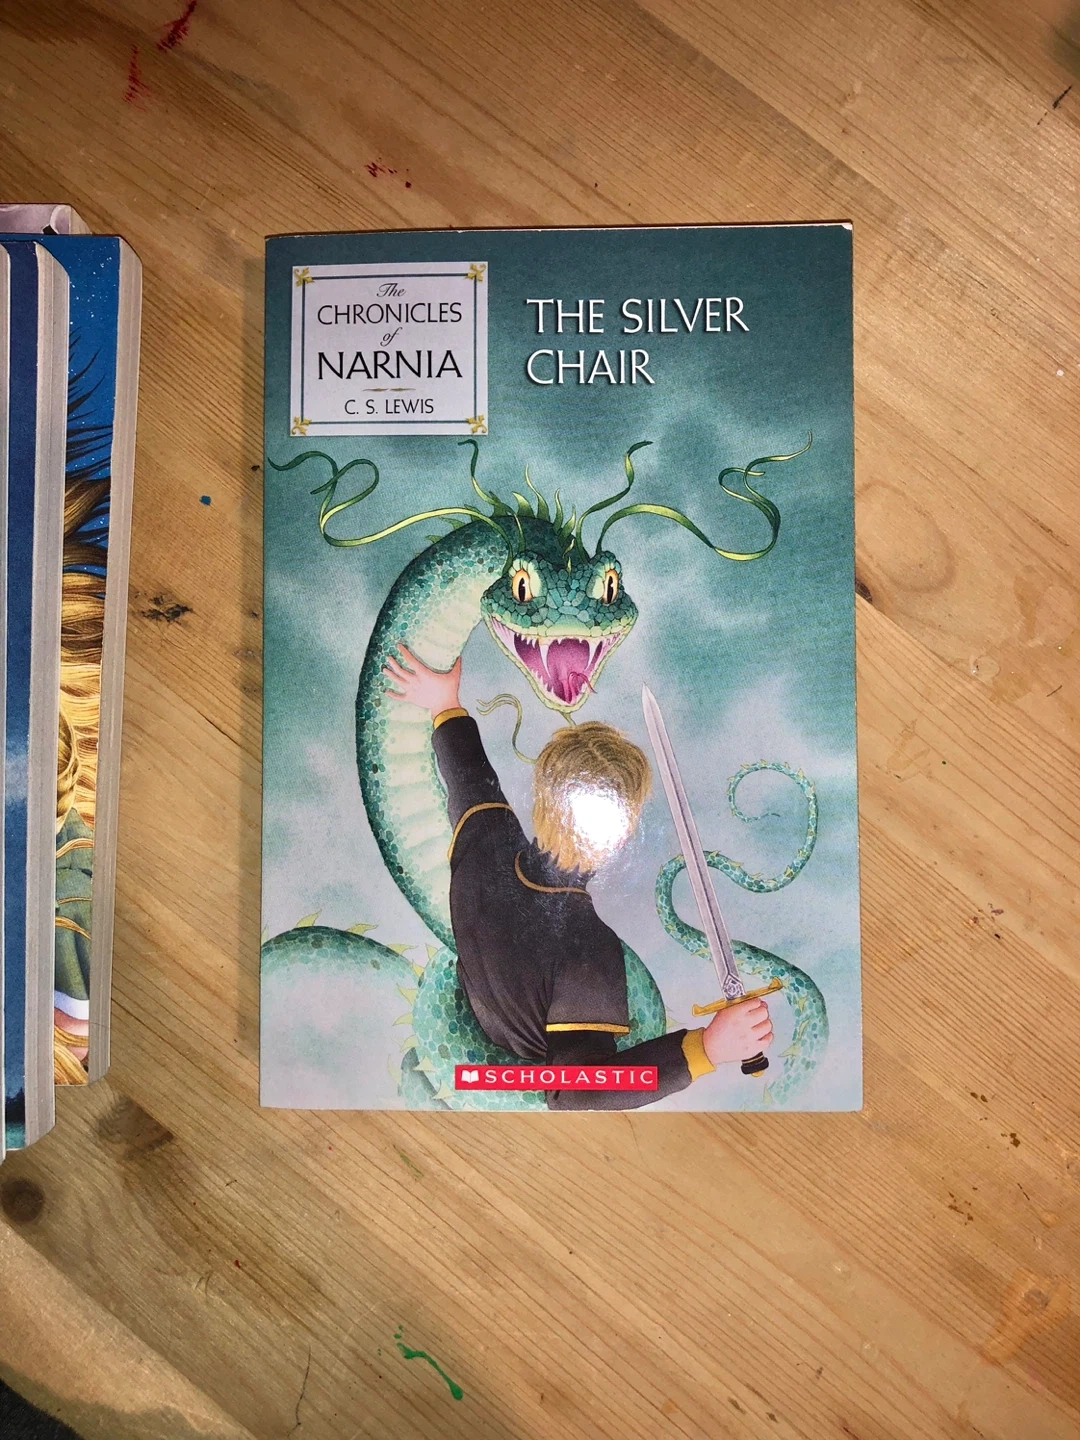 The
CHRONICLES
of
NARNIA
C. S. LEWIS
THE SILVER
CHAIR
SCHOLASTIC